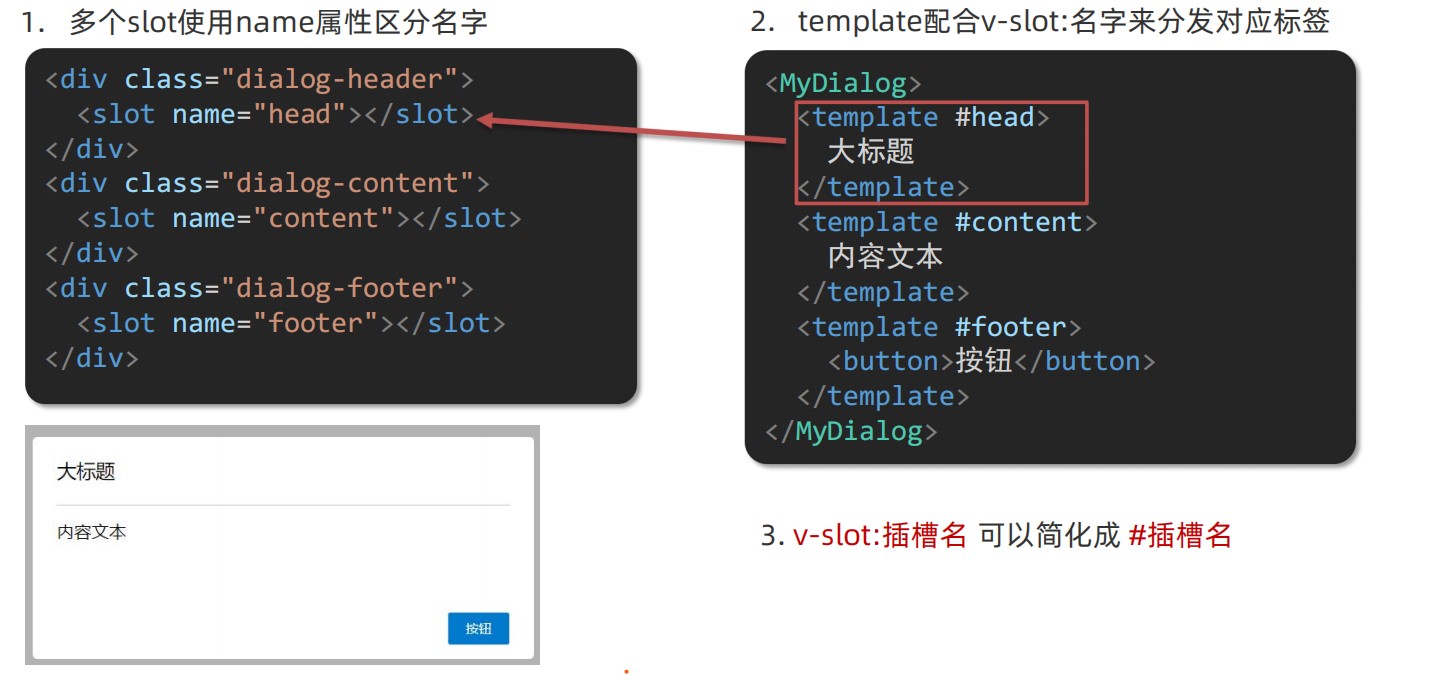 1. 多个slot使用name属性区分名字
<div class="dialog-header">
  <slot name="head"></slot>
</div>
<div class="dialog-content">
  <slot name="content"></slot>
</div>
<div class="dialog-footer">
  <slot name="footer"></slot>
</div>
大标题
内容文本
按钮
2. template配合v-slot:名字来分发对应标签
<MyDialog>
  <template #head>
    大标题
  </template>
  <template #content>
    内容文本
  </template>
  <template #footer>
    <button>按钮</button>
  </template>
</MyDialog>
3. v-slot:插槽名 可以简化成 #插槽名